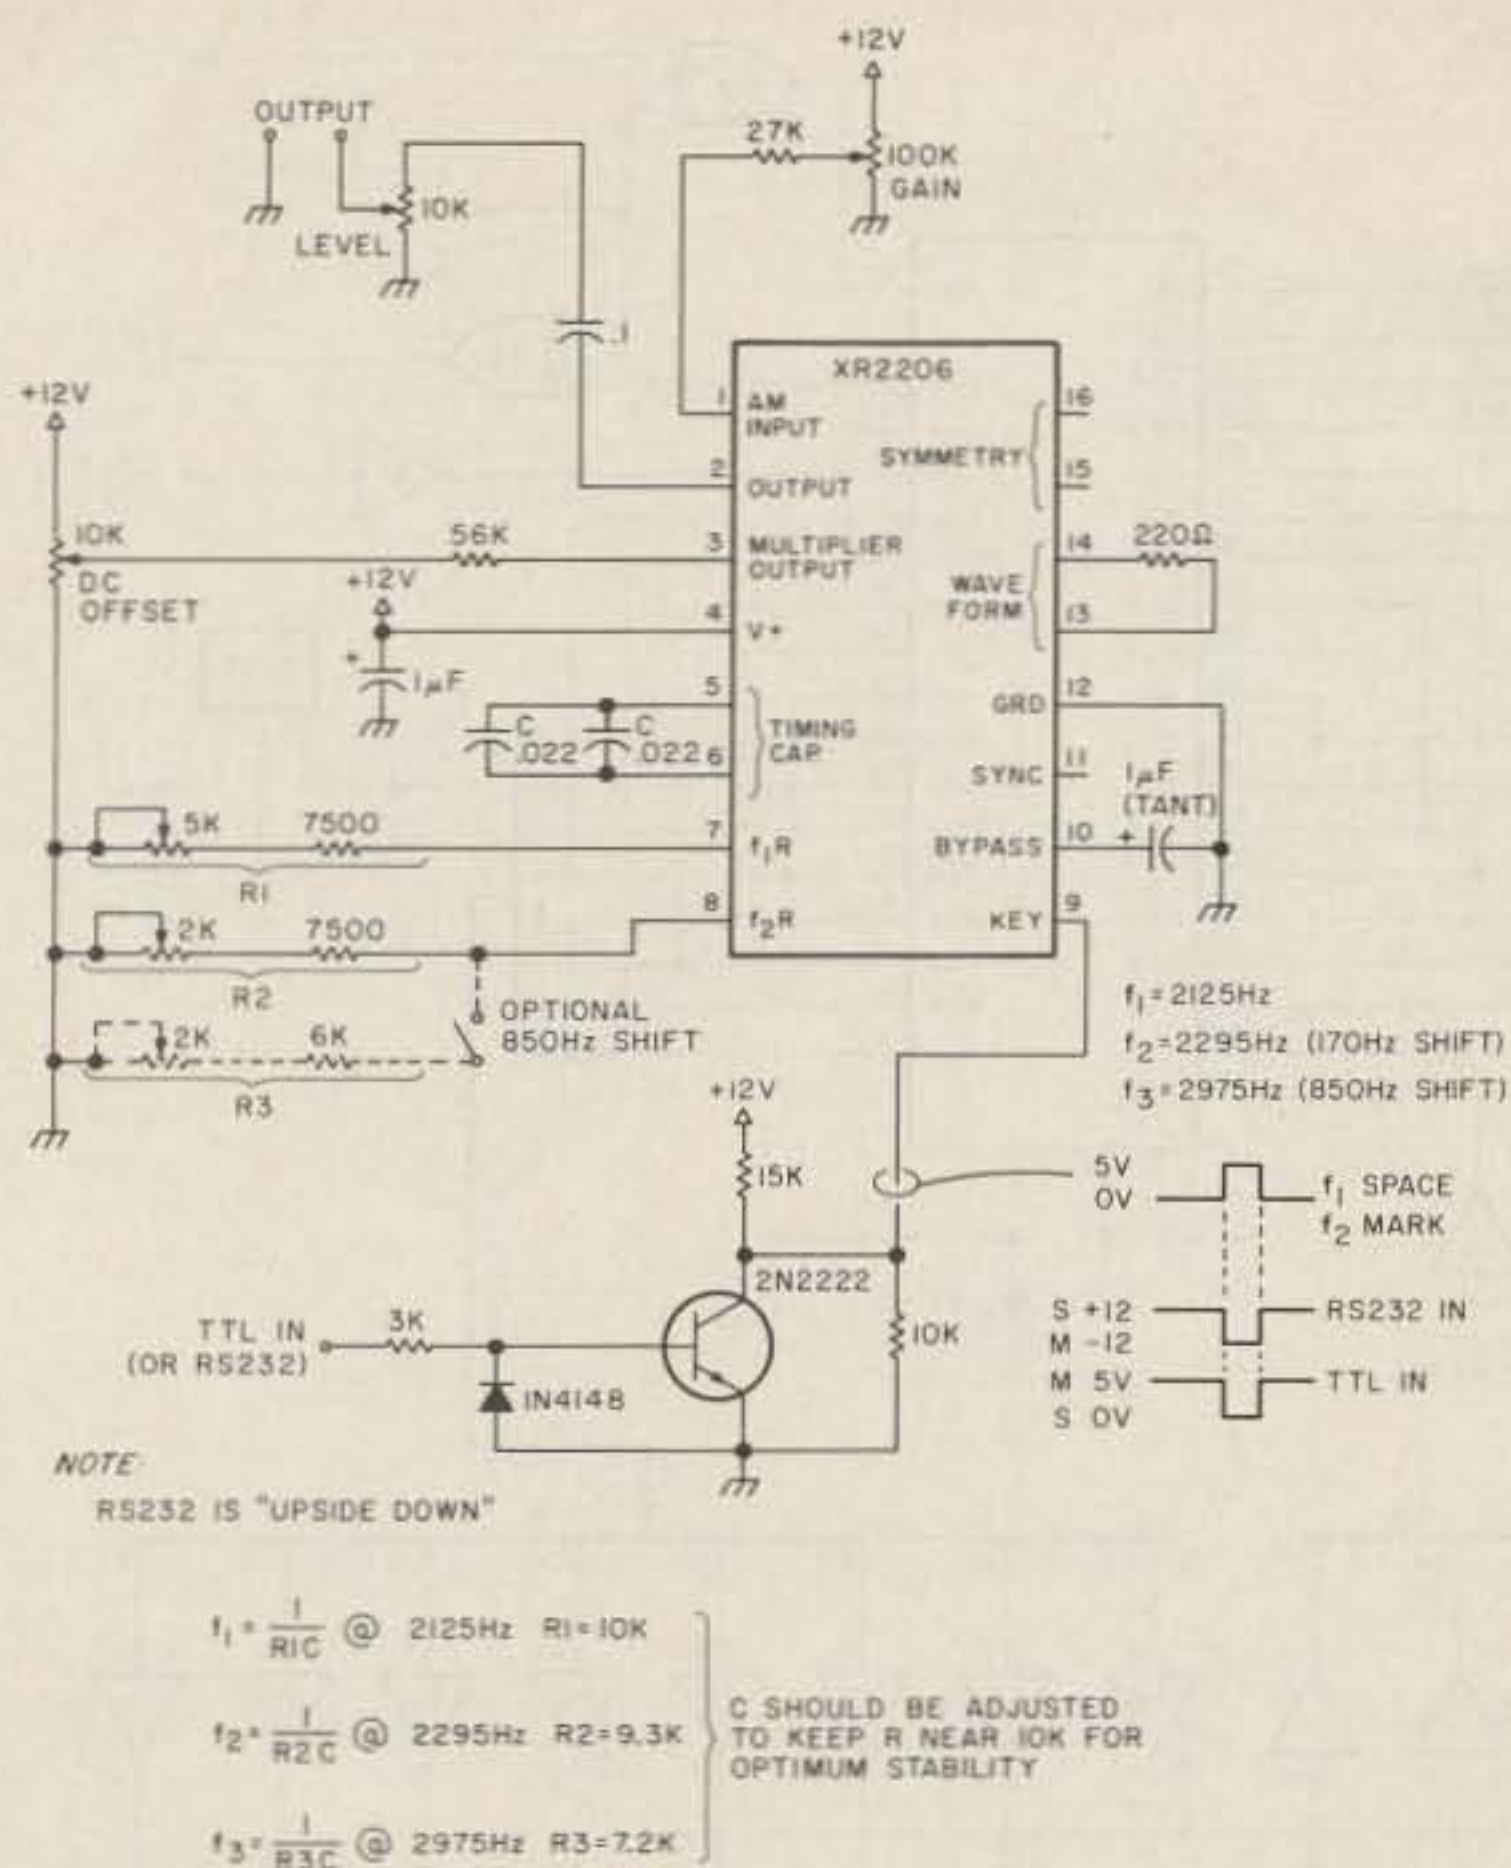 +12V
OUTPUT
27K
100K
GAIN
10K
LEVEL
.1
XR2206
+12V
1 AM
INPUT
16
SYMMETRY
2 OUTPUT
15
10K
DC
OFFSET
56K
3 MULTIPLIER
OUTPUT
14 220Ω
WAVE
FORM
13
+12V
4 V+
+
1µF
5
C
.022
C
.022
6
TIMING
CAP.
GRD 12
SYNC 11
1µF
(TANT)
5K 7500
7 f1R
BYPASS 10 +
R1
2K 7500
8 f2R
KEY 9
R2
OPTIONAL
850Hz SHIFT
2K 6K
R3
f1=2125Hz
f2=2295Hz (170Hz SHIFT)
f3=2975Hz (850Hz SHIFT)
+12V
15K
5V
0V
f1 SPACE
f2 MARK
2N2222
TTL IN
(OR RS232)
3K
10K
1N4148
S +12
M -12
RS232 IN
M 5V
S 0V
TTL IN
NOTE:
RS232 IS "UPSIDE DOWN"
f1 = 1/R1C @ 2125Hz R1=10K
f2 = 1/R2C @ 2295Hz R2=9.3K
f3 = 1/R3C @ 2975Hz R3=7.2K
C SHOULD BE ADJUSTED
TO KEEP R NEAR 10K FOR
OPTIMUM STABILITY